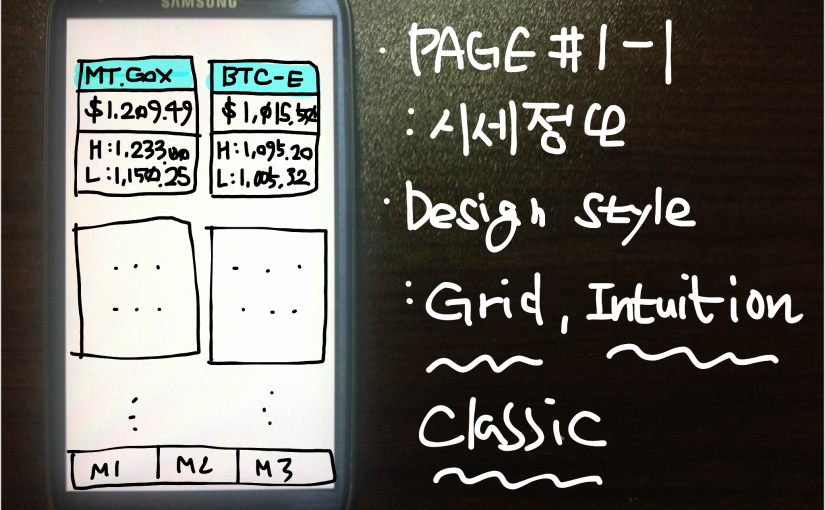 SAMSUNG
MT.Gox
$1.209.49
H:1.233.00
L:1,150.25
BTC-E
$1,015.50
H:1,095.20
L:1,005.32
...
...
...
...
M1
M2
M3
· PAGE #1-1
: 시세정보
· Design style
: Grid, Intuition
Classic